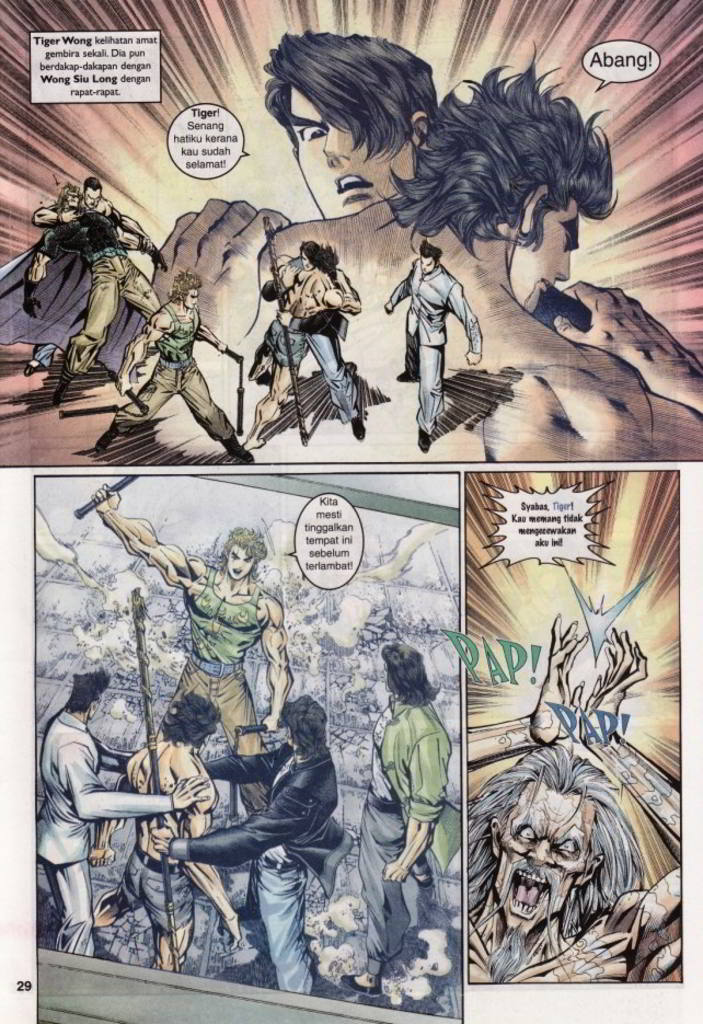 Tiger Wong kelihatan amat
gembira sekali. Dia pun
berdakap-dakapan dengan
Wong Siu Long dengan
rapat-rapat.
Abang!
Tiger!
Senang
hatiku kerana
kau sudah
selamat!
Kita
mesti
tinggalkan
tempat ini
sebelum
terlambat!
Syabas, Tiger!
Kau memang tidak
mengecewakan
aku ini!
PAP!
PAP!
29